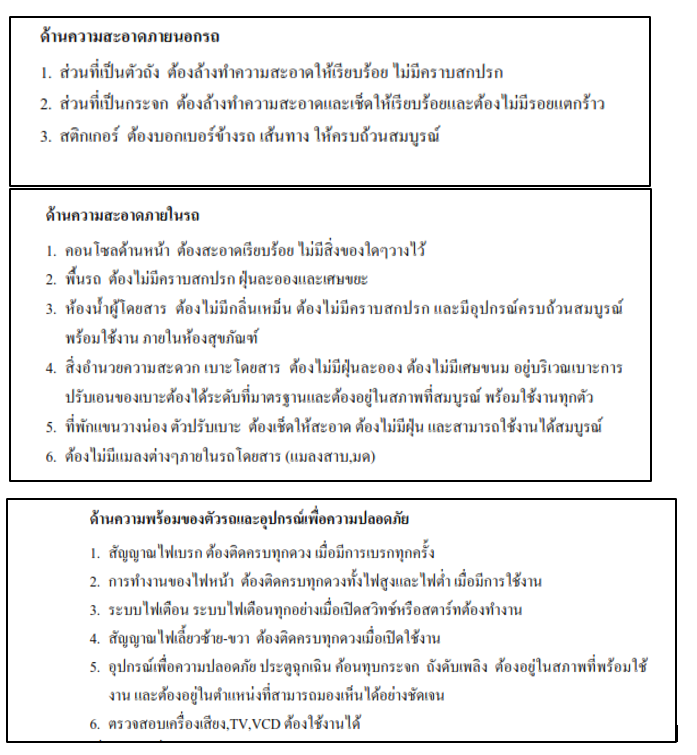 ด้านความสะอาดภายนอกรถ
1. ส่วนที่เป็นตัวถัง ต้องล้างทำความสะอาดให้เรียบร้อย ไม่มีคราบสกปรก
2. ส่วนที่เป็นกระจก ต้องล้างทำความสะอาดและเช็ดให้เรียบร้อยและต้องไม่มีรอยแตกร้าว
3. สติกเกอร์ ต้องบอกเบอร์ข้างรถ เส้นทาง ให้ครบถ้วนสมบูรณ์
ด้านความสะอาดภายในรถ
1. คอนโซลด้านหน้า ต้องสะอาดเรียบร้อย ไม่มีสิ่งของใดๆวางไว้
2. พื้นรถ ต้องไม่มีคราบสกปรก ฝุ่นละอองและเศษขยะ
3. ห้องน้ำผู้โดยสาร ต้องไม่มีกลิ่นเหม็น ต้องไม่มีคราบสกปรก และมีอุปกรณ์ครบถ้วนสมบูรณ์
พร้อมใช้งาน ภายในห้องสุขภัณฑ์
4. สิ่งอำนวยความสะดวก เบาะโดยสาร ต้องไม่มีฝุ่นละออง ต้องไม่มีเศษขนม อยู่บริเวณเบาะการ
ปรับเอนของเบาะต้องได้ระดับที่มาตรฐานและต้องอยู่ในสภาพที่สมบูรณ์ พร้อมใช้งานทุกตัว
5. ที่พักแขนวางน่อง ตัวปรับเบาะ ต้องเช็ดให้สะอาด ต้องไม่มีฝุ่น และสามารถใช้งานได้สมบูรณ์
6. ต้องไม่มีแมลงต่างๆภายในรถโดยสาร (แมลงสาบ,มด)
ด้านความพร้อมของตัวรถและอุปกรณ์เพื่อความปลอดภัย
1. สัญญาณไฟเบรก ต้องติดครบทุกดวง เมื่อมีการเบรกทุกครั้ง
2. การทำงานของไฟหน้า ต้องติดครบทุกดวงทั้งไฟสูงและไฟต่ำ เมื่อมีการใช้งาน
3. ระบบไฟเตือน ระบบไฟเตือนทุกอย่างเมื่อเปิดสวิทช์หรือสตาร์ทต้องทำงาน
4. สัญญาณไฟเลี้ยวซ้าย-ขวา ต้องติดครบทุกดวงเมื่อเปิดใช้งาน
5. อุปกรณ์เพื่อความปลอดภัย ประตูฉุกเฉิน ค้อนทุบกระจก ถังดับเพลิง ต้องอยู่ในสภาพที่พร้อมใช้
งาน และต้องอยู่ในตำแหน่งที่สามารถมองเห็นได้อย่างชัดเจน
6. ตรวจสอบเครื่องเสียง,TV,VCD ต้องใช้งานได้